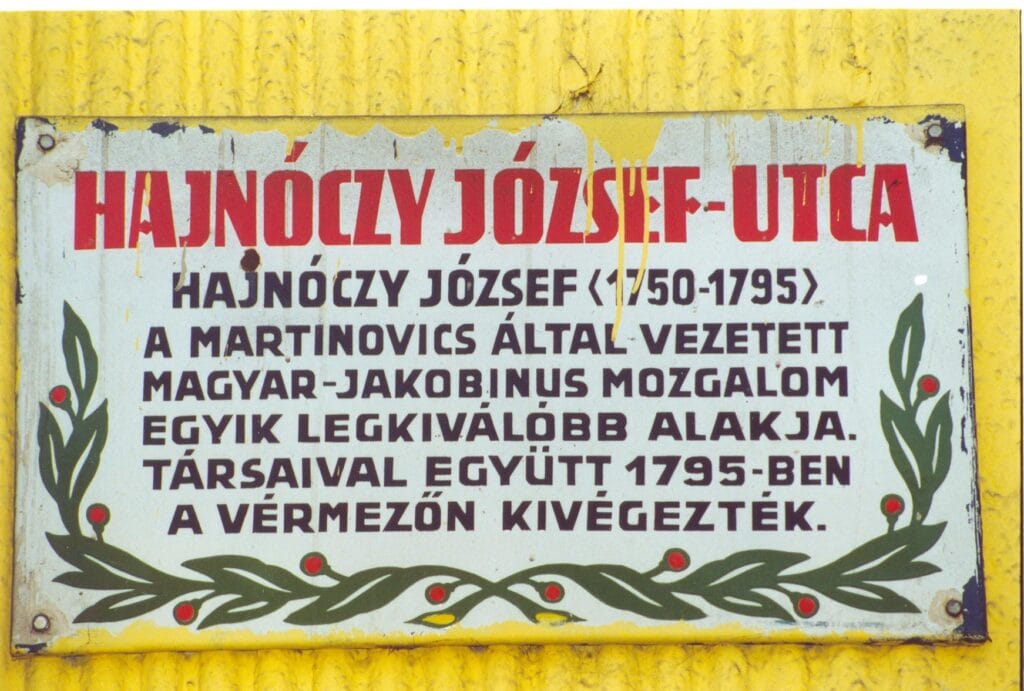 HAJNÓCZY JÓZSEF-UTCA
HAJNÓCZY JÓZSEF <1750-1795>
A MARTINOVICS ÁLTAL VEZETETT
MAGYAR-JAKOBINUS MOZGALOM
EGYIK LEGKIVÁLÓBB ALAKJA.
TÁRSAIVAL EGYÜTT 1795-BEN
A VÉRMEZŐN KIVÉGEZTÉK.